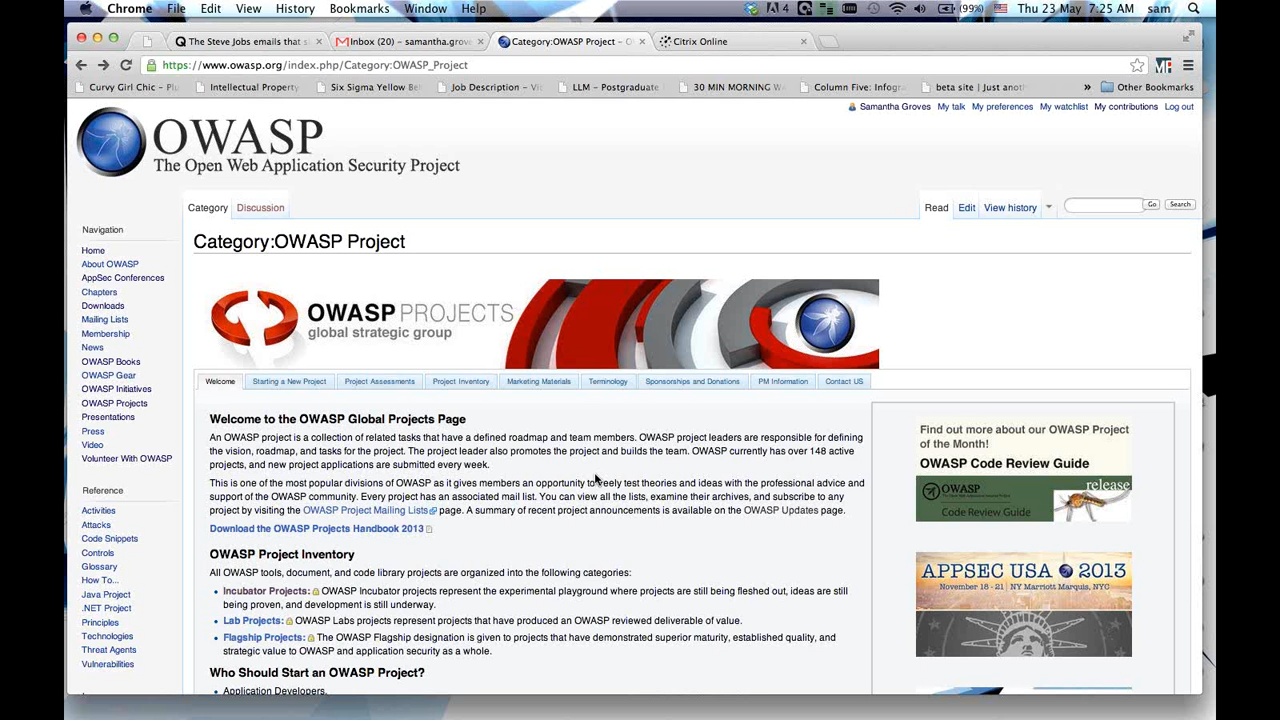 Chrome File Edit View History Bookmarks Window Help 4 (99%) Thu 23 May 7:25 AM sam
The Steve Jobs emails that s Inbox (20) – samantha.grov Category:OWASP Project – O Citrix Online
https://www.owasp.org/index.php/Category:OWASP_Project
Curvy Girl Chic – Plu Intellectual Property Six Sigma Yellow Be Job Description – Vi LLM – Postgraduate 30 MIN MORNING W Column Five: Infogr beta site | Just anot » Other Bookmarks
Samantha Groves My talk My preferences My watchlist My contributions Log out
OWASP
The Open Web Application Security Project
Category Discussion Read Edit View history Go Search
Navigation
Home
About OWASP
AppSec Conferences
Chapters
Downloads
Mailing Lists
Membership
News
OWASP Books
OWASP Gear
OWASP Initiatives
OWASP Projects
Presentations
Press
Video
Volunteer With OWASP
Reference
Activities
Attacks
Code Snippets
Controls
Glossary
How To...
Java Project
.NET Project
Principles
Technologies
Threat Agents
Vulnerabilities
Category:OWASP Project
OWASP PROJECTS
global strategic group
Welcome Starting a New Project Project Assessments Project Inventory Marketing Materials Terminology Sponsorships and Donations PM Information Contact US
Welcome to the OWASP Global Projects Page
An OWASP project is a collection of related tasks that have a defined roadmap and team members. OWASP project leaders are responsible for defining
the vision, roadmap, and tasks for the project. The project leader also promotes the project and builds the team. OWASP currently has over 148 active
projects, and new project applications are submitted every week.
This is one of the most popular divisions of OWASP as it gives members an opportunity to freely test theories and ideas with the professional advice and
support of the OWASP community. Every project has an associated mail list. You can view all the lists, examine their archives, and subscribe to any
project by visiting the OWASP Project Mailing Lists page. A summary of recent project announcements is available on the OWASP Updates page.
Download the OWASP Projects Handbook 2013
OWASP Project Inventory
All OWASP tools, document, and code library projects are organized into the following categories:
• Incubator Projects: OWASP Incubator projects represent the experimental playground where projects are still being fleshed out, ideas are still
being proven, and development is still underway.
• Lab Projects: OWASP Labs projects represent projects that have produced an OWASP reviewed deliverable of value.
• Flagship Projects: The OWASP Flagship designation is given to projects that have demonstrated superior maturity, established quality, and
strategic value to OWASP and application security as a whole.
Who Should Start an OWASP Project?
• Application Developers.
Find out more about our OWASP Project
of the Month!
OWASP Code Review Guide
OWASP release
Code Review Guide
APPSEC USA 2013
November 18 - 21 | NY Marriott Marquis, NYC